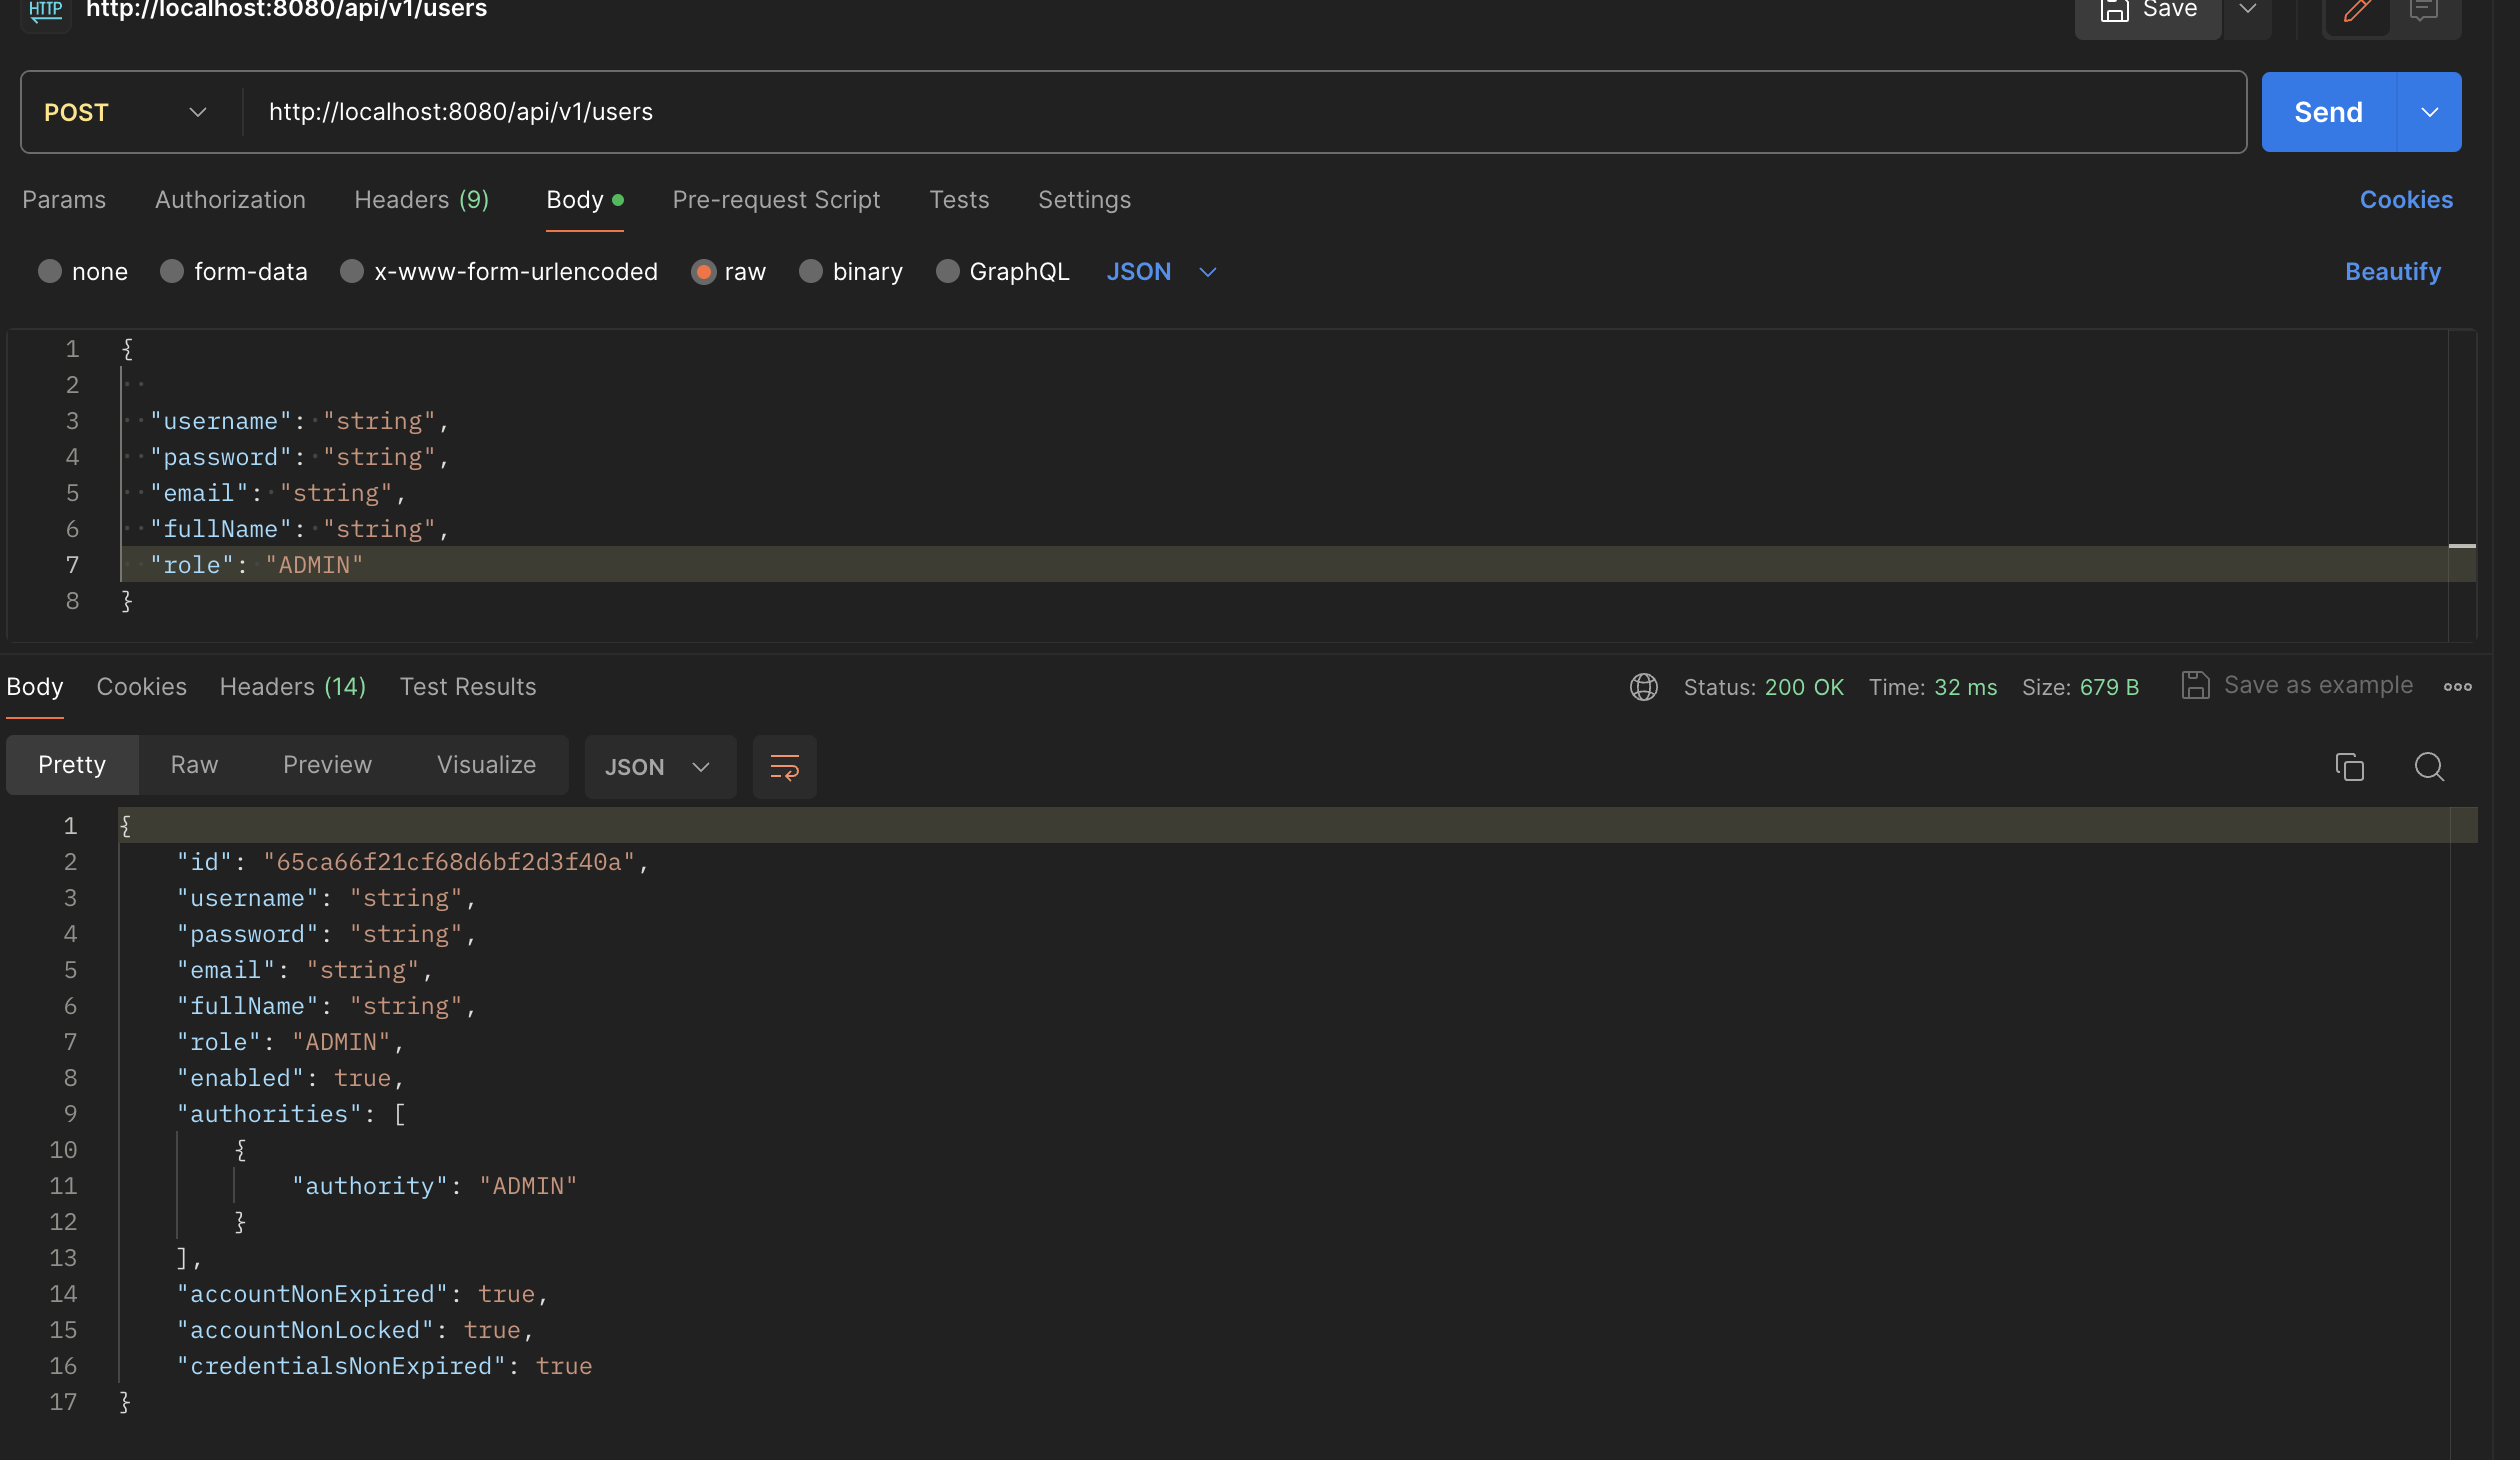 HTTP http://localhost:8080/api/v1/users Save
POST http://localhost:8080/api/v1/users Send
Params Authorization Headers (9) Body Pre-request Script Tests Settings Cookies
none form-data x-www-form-urlencoded raw binary GraphQL JSON Beautify
1 {
2
3 "username": "string",
4 "password": "string",
5 "email": "string",
6 "fullName": "string",
7 "role": "ADMIN"
8 }
Body Cookies Headers (14) Test Results Status: 200 OK Time: 32 ms Size: 679 B Save as example
Pretty Raw Preview Visualize JSON
1 {
2 "id": "65ca66f21cf68d6bf2d3f40a",
3 "username": "string",
4 "password": "string",
5 "email": "string",
6 "fullName": "string",
7 "role": "ADMIN",
8 "enabled": true,
9 "authorities": [
10 {
11 "authority": "ADMIN"
12 }
13 ],
14 "accountNonExpired": true,
15 "accountNonLocked": true,
16 "credentialsNonExpired": true
17 }